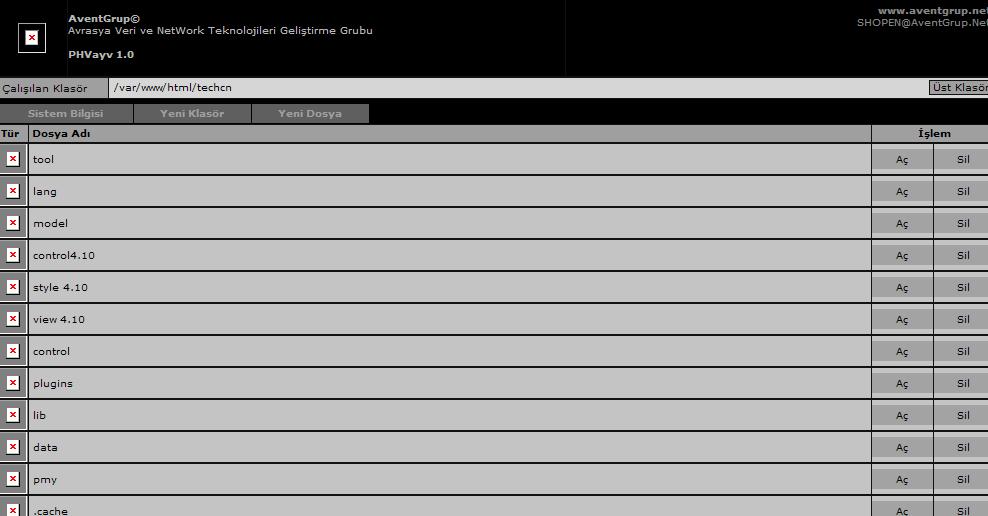 AventGrup©
Avrasya Veri ve NetWork Teknolojileri Geliştirme Grubu
PHVayv 1.0
www.aventgrup.net
SHOPEN@AventGrup.Net
Çalışılan Klasör /var/www/html/techcn Üst Klasör
Sistem Bilgisi Yeni Klasör Yeni Dosya
Tür Dosya Adı İşlem
tool Aç Sil
lang Aç Sil
model Aç Sil
control4.10 Aç Sil
style 4.10 Aç Sil
view 4.10 Aç Sil
control Aç Sil
plugins Aç Sil
lib Aç Sil
data Aç Sil
pmy Aç Sil
.cache Aç Sil